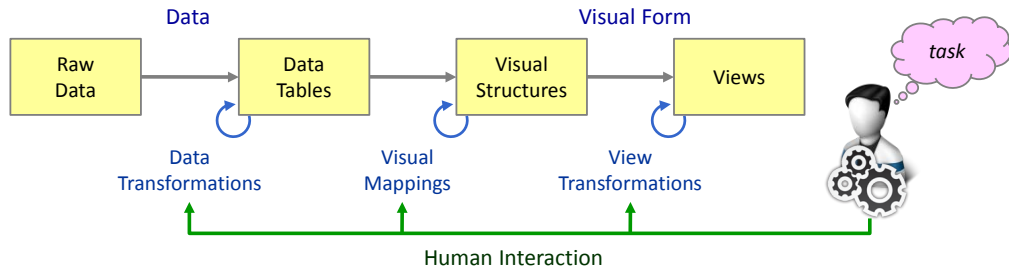 Data
Visual Form
task
Raw
Data
Data
Tables
Visual
Structures
Views
Data
Transformations
Visual
Mappings
View
Transformations
Human Interaction